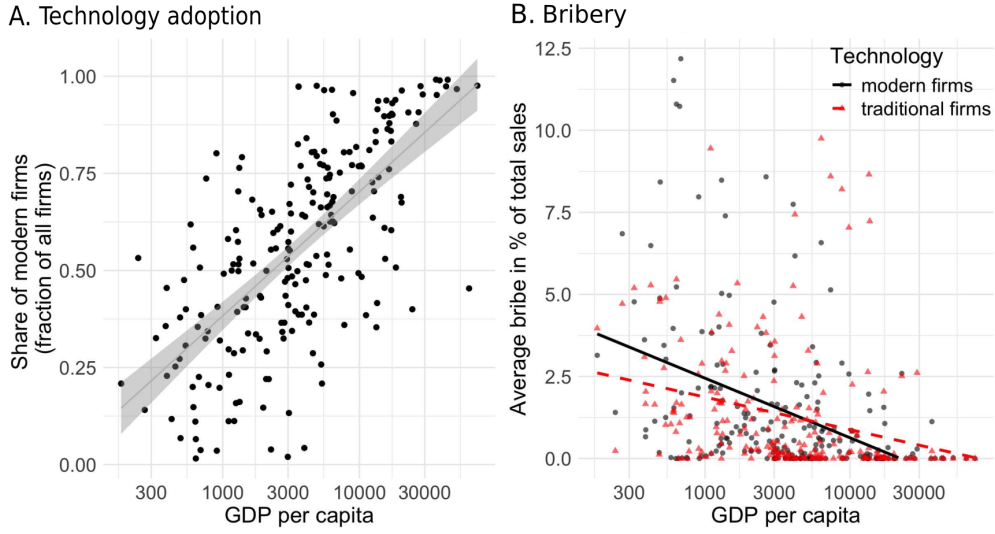 A. Technology adoption
Share of modern firms
(fraction of all firms)
1.00
0.75
0.50
0.25
0.00
300 1000 3000 10000 30000
GDP per capita
B. Bribery
Average bribe in % of total sales
12.5
10.0
7.5
5.0
2.5
0.0
Technology
modern firms
traditional firms
300 1000 3000 10000 30000
GDP per capita